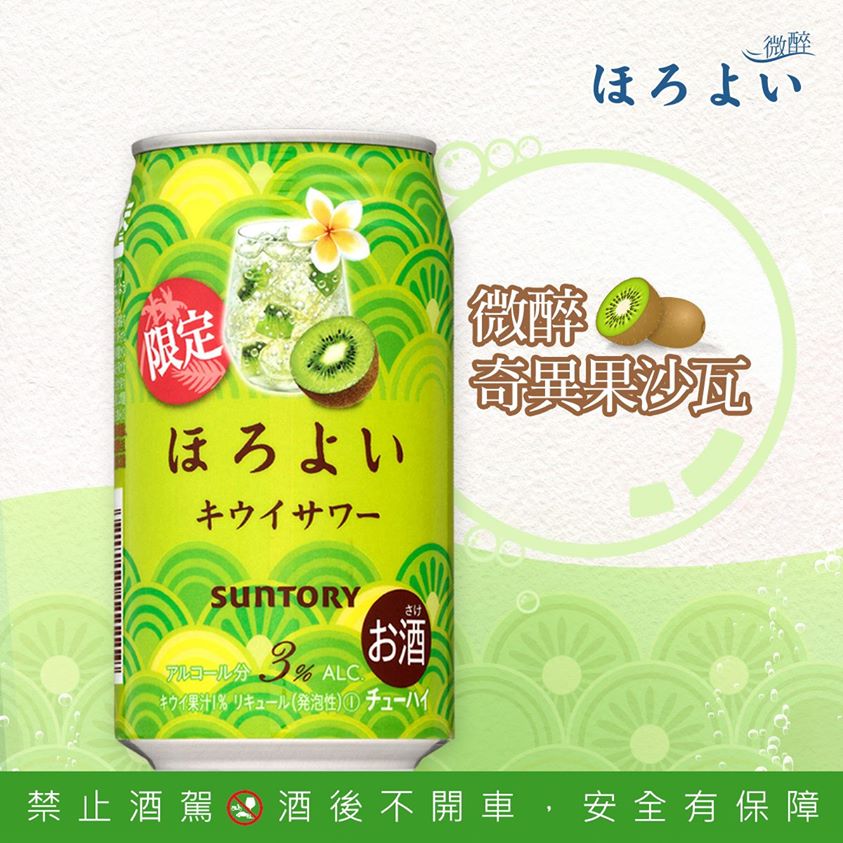 微醉
ほろよい
限定
微醉
奇異果沙瓦
ほろよい
キウイサワー
SUNTORY
さけ
お酒
アルコール分 3% ALC.
キウイ果汁1% リキュール(発泡性)① チューハイ
禁止酒駕 酒後不開車，安全有保障